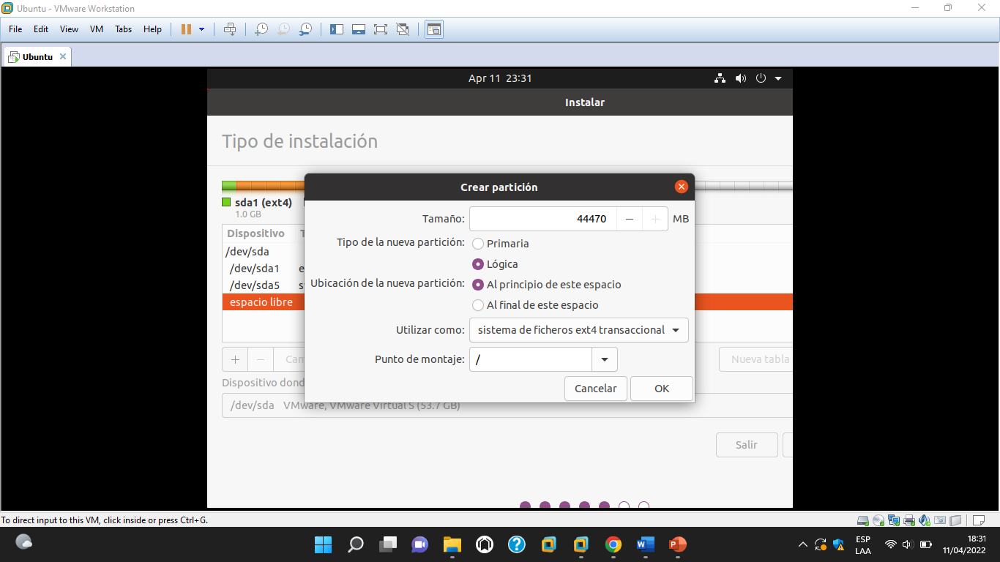 Ubuntu - VMware Workstation
File Edit View VM Tabs Help
Ubuntu
Apr 11 23:31
Instalar
Tipo de instalación
Crear partición
sda1 (ext4)
1.0 GB
Tamaño: 44470 MB
Dispositivo
Tipo de la nueva partición: Primaria
/dev/sda
Lógica
/dev/sda1
Ubicación de la nueva partición: Al principio de este espacio
/dev/sda5
espacio libre
Al final de este espacio
Utilizar como: sistema de ficheros ext4 transaccional
Punto de montaje: /
Nueva tabla
Dispositivo dond
Cancelar OK
/dev/sda VMware, VMware Virtual S (53.7 GB)
Salir
To direct input to this VM, click inside or press Ctrl+G.
ESP
LAA
18:31
11/04/2022